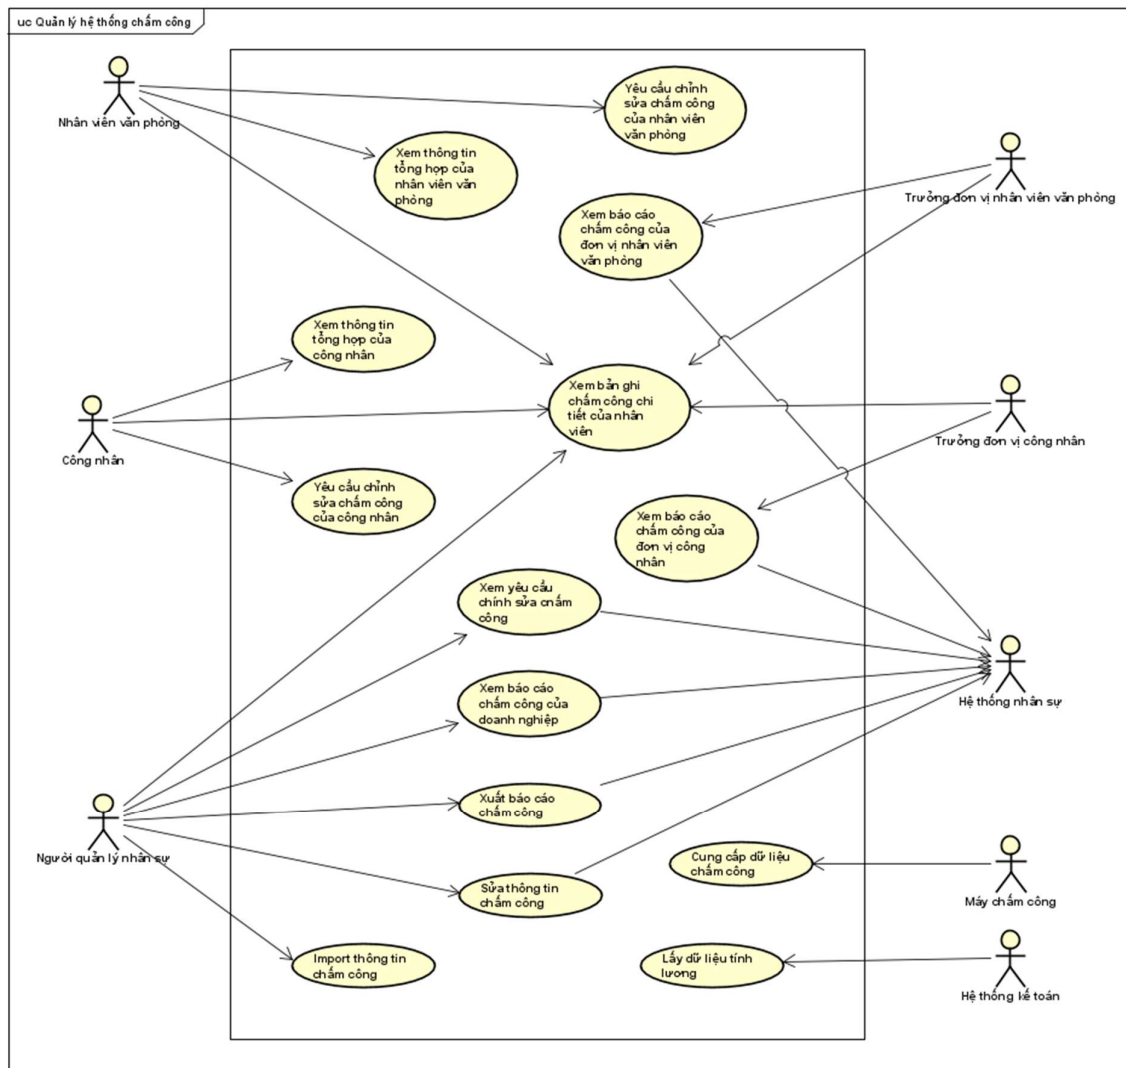 uc Quản lý hệ thống chấm công
Nhân viên văn phòng
Yêu cầu chỉnh
sửa chấm công
của nhân viên
văn phòng
Xem thông tin
tổng hợp của
nhân viên văn
phòng
Trưởng đơn vị nhân viên văn phòng
Xem báo cáo
chấm công của
đơn vị nhân viên
văn phòng
Xem thông tin
tổng hợp của
công nhân
Xem bản ghi
chấm công chi
tiết của nhân
viên
Trưởng đơn vị công nhân
Công nhân
Yêu cầu chỉnh
sửa chấm công
của công nhân
Xem báo cáo
chấm công của
đơn vị công
nhân
Xem yêu cầu
chính sửa cnấm
công
Hệ thống nhân sự
Xem báo cáo
chấm công của
doanh nghiệp
Xuất báo cáo
chấm công
Người quản lý nhân sự
Cung cấp dữ liệu
chấm công
Máy chấm công
Sửa thông tin
chấm công
Import thông tin
chấm công
Lấy dữ liệu tính
lương
Hệ thống kế toán